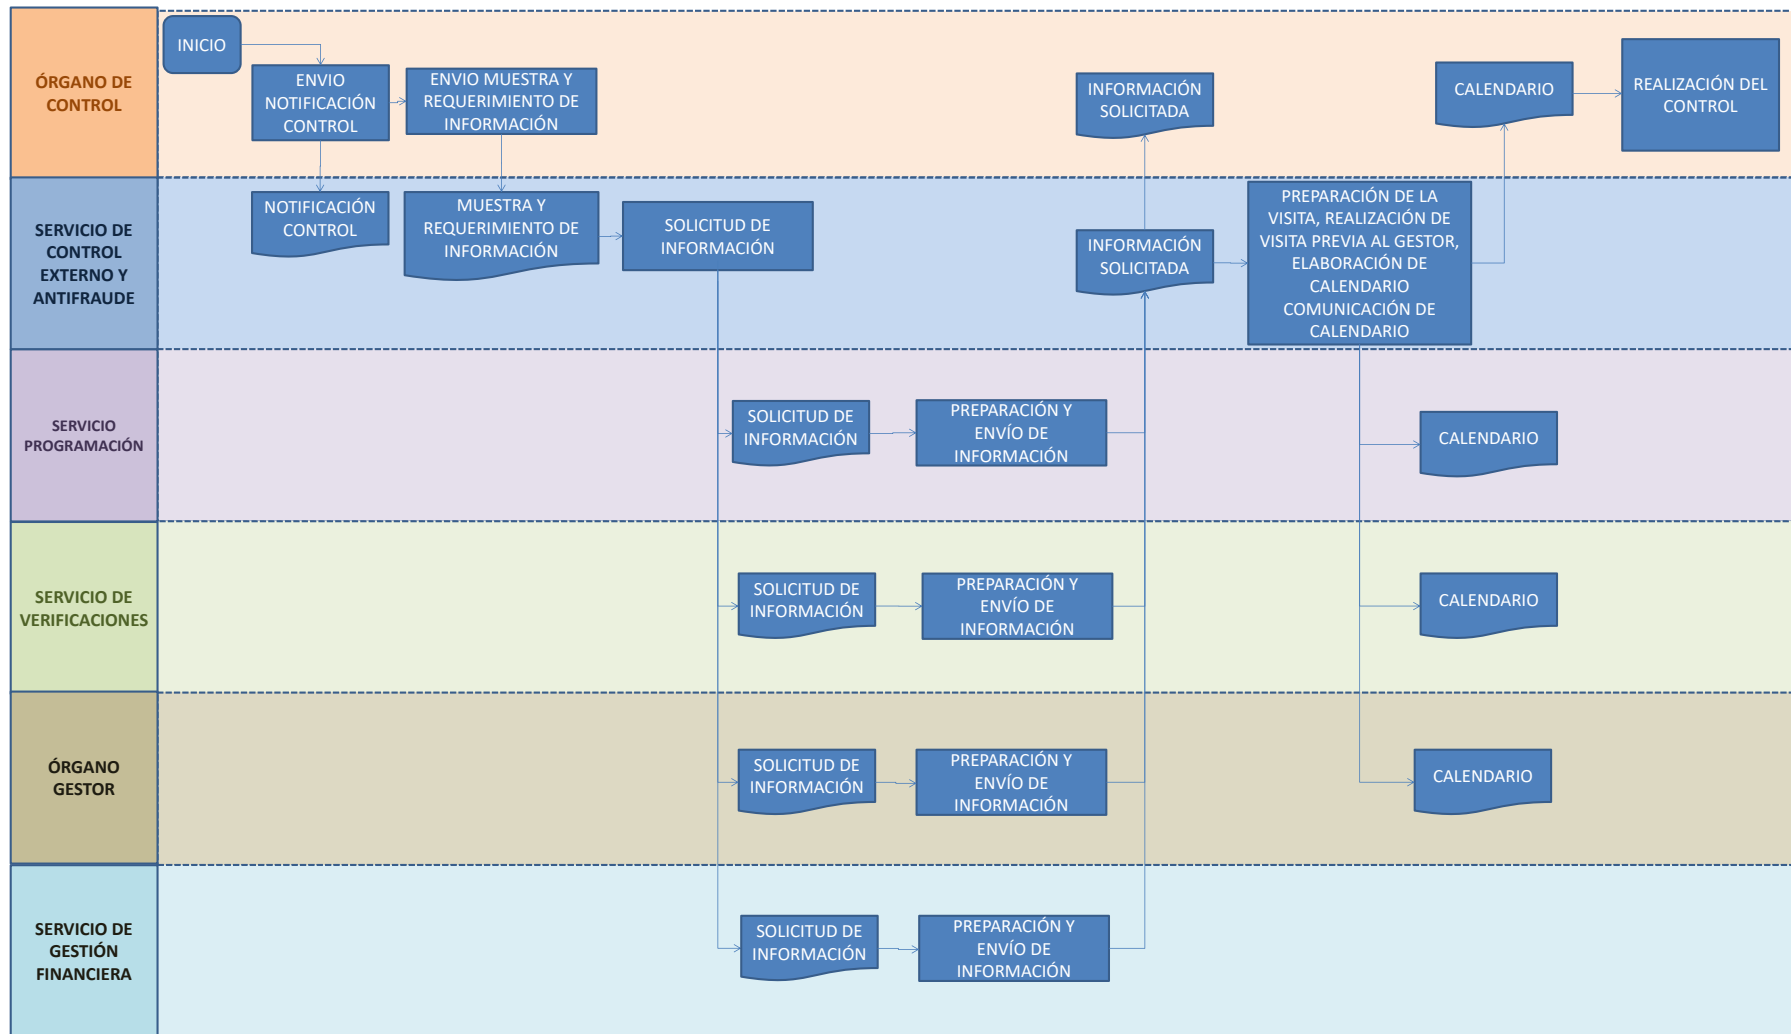 ÓRGANO DE
CONTROL
INICIO
ENVIO
NOTIFICACIÓN
CONTROL
ENVIO MUESTRA Y
REQUERIMIENTO DE
INFORMACIÓN
INFORMACIÓN
SOLICITADA
CALENDARIO
REALIZACIÓN DEL
CONTROL
SERVICIO DE
CONTROL
EXTERNO Y
ANTIFRAUDE
NOTIFICACIÓN
CONTROL
MUESTRA Y
REQUERIMIENTO DE
INFORMACIÓN
SOLICITUD DE
INFORMACIÓN
INFORMACIÓN
SOLICITADA
PREPARACIÓN DE LA
VISITA, REALIZACIÓN DE
VISITA PREVIA AL GESTOR,
ELABORACIÓN DE
CALENDARIO
COMUNICACIÓN DE
CALENDARIO
SERVICIO
PROGRAMACIÓN
SOLICITUD DE
INFORMACIÓN
PREPARACIÓN Y
ENVÍO DE
INFORMACIÓN
CALENDARIO
SERVICIO DE
VERIFICACIONES
SOLICITUD DE
INFORMACIÓN
PREPARACIÓN Y
ENVÍO DE
INFORMACIÓN
CALENDARIO
ÓRGANO
GESTOR
SOLICITUD DE
INFORMACIÓN
PREPARACIÓN Y
ENVÍO DE
INFORMACIÓN
CALENDARIO
SERVICIO DE
GESTIÓN
FINANCIERA
SOLICITUD DE
INFORMACIÓN
PREPARACIÓN Y
ENVÍO DE
INFORMACIÓN